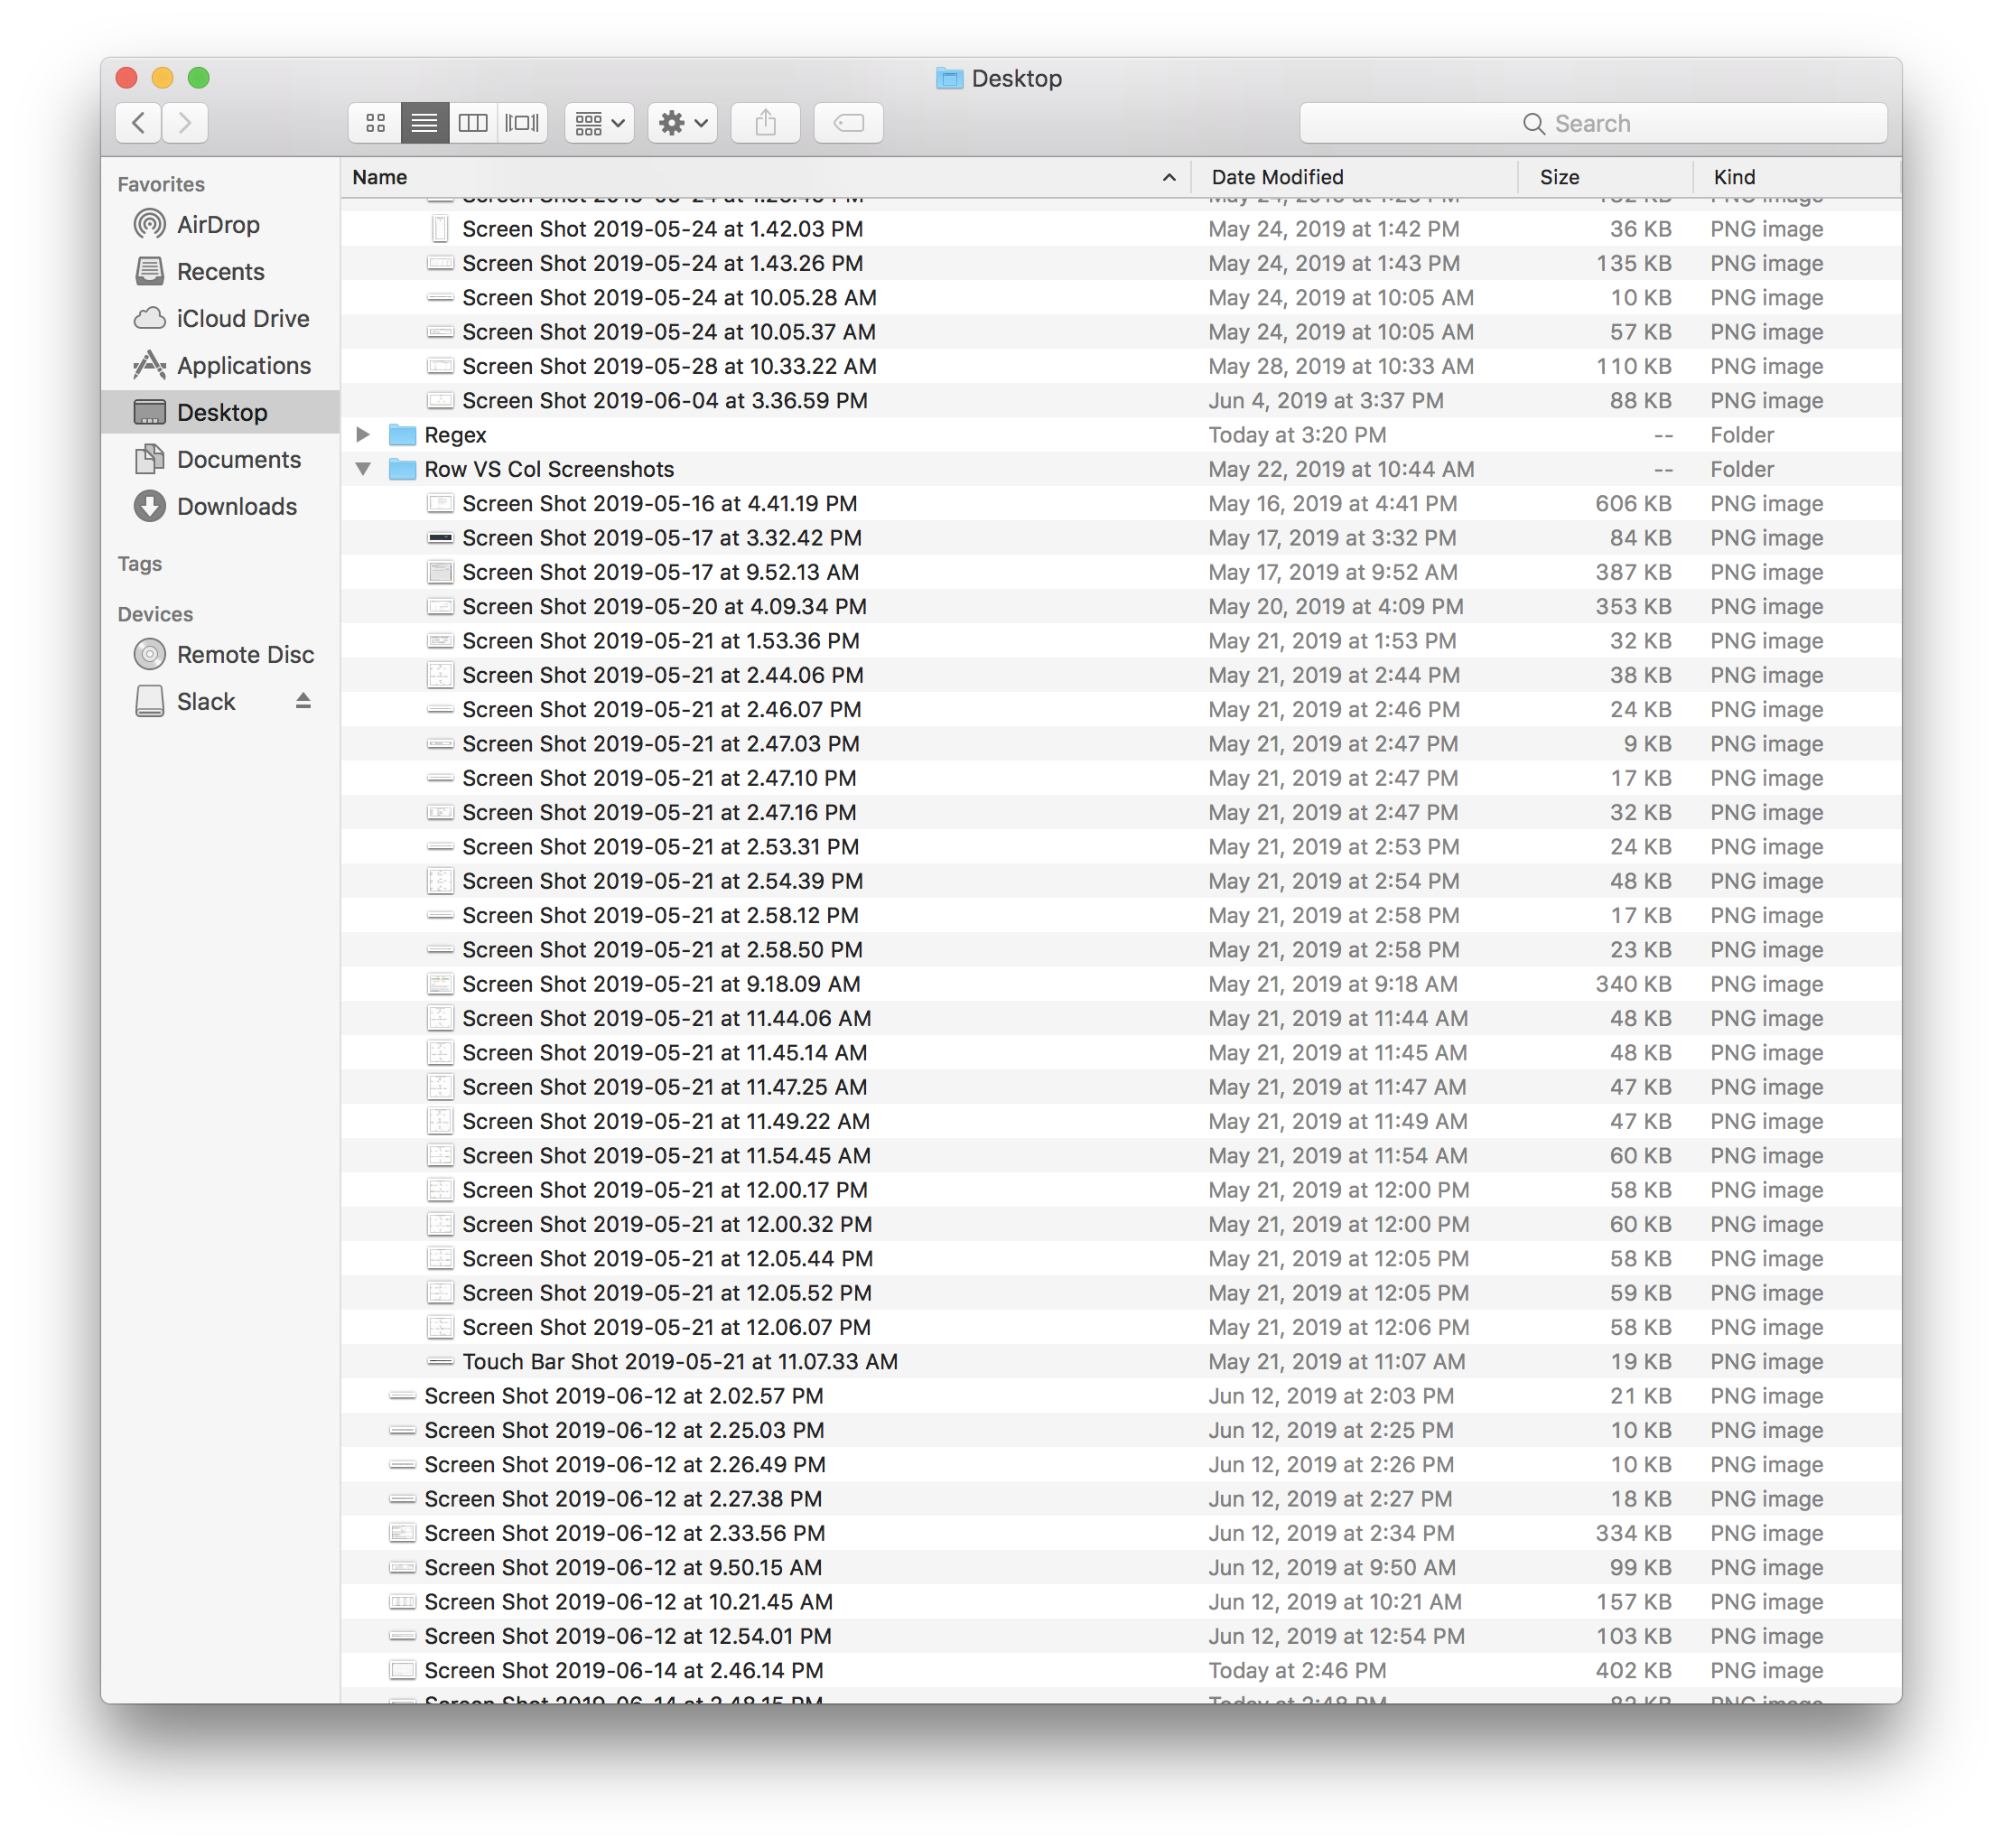 Desktop
Search
Favorites
AirDrop
Recents
iCloud Drive
Applications
Desktop
Documents
Downloads
Tags
Devices
Remote Disc
Slack
Name Date Modified Size Kind
Screen Shot 2019-05-24 at 1.42.03 PM May 24, 2019 at 1:42 PM 36 KB PNG image
Screen Shot 2019-05-24 at 1.43.26 PM May 24, 2019 at 1:43 PM 135 KB PNG image
Screen Shot 2019-05-24 at 10.05.28 AM May 24, 2019 at 10:05 AM 10 KB PNG image
Screen Shot 2019-05-24 at 10.05.37 AM May 24, 2019 at 10:05 AM 57 KB PNG image
Screen Shot 2019-05-28 at 10.33.22 AM May 28, 2019 at 10:33 AM 110 KB PNG image
Screen Shot 2019-06-04 at 3.36.59 PM Jun 4, 2019 at 3:37 PM 88 KB PNG image
Regex Today at 3:20 PM -- Folder
Row VS Col Screenshots May 22, 2019 at 10:44 AM -- Folder
Screen Shot 2019-05-16 at 4.41.19 PM May 16, 2019 at 4:41 PM 606 KB PNG image
Screen Shot 2019-05-17 at 3.32.42 PM May 17, 2019 at 3:32 PM 84 KB PNG image
Screen Shot 2019-05-17 at 9.52.13 AM May 17, 2019 at 9:52 AM 387 KB PNG image
Screen Shot 2019-05-20 at 4.09.34 PM May 20, 2019 at 4:09 PM 353 KB PNG image
Screen Shot 2019-05-21 at 1.53.36 PM May 21, 2019 at 1:53 PM 32 KB PNG image
Screen Shot 2019-05-21 at 2.44.06 PM May 21, 2019 at 2:44 PM 38 KB PNG image
Screen Shot 2019-05-21 at 2.46.07 PM May 21, 2019 at 2:46 PM 24 KB PNG image
Screen Shot 2019-05-21 at 2.47.03 PM May 21, 2019 at 2:47 PM 9 KB PNG image
Screen Shot 2019-05-21 at 2.47.10 PM May 21, 2019 at 2:47 PM 17 KB PNG image
Screen Shot 2019-05-21 at 2.47.16 PM May 21, 2019 at 2:47 PM 32 KB PNG image
Screen Shot 2019-05-21 at 2.53.31 PM May 21, 2019 at 2:53 PM 24 KB PNG image
Screen Shot 2019-05-21 at 2.54.39 PM May 21, 2019 at 2:54 PM 48 KB PNG image
Screen Shot 2019-05-21 at 2.58.12 PM May 21, 2019 at 2:58 PM 17 KB PNG image
Screen Shot 2019-05-21 at 2.58.50 PM May 21, 2019 at 2:58 PM 23 KB PNG image
Screen Shot 2019-05-21 at 9.18.09 AM May 21, 2019 at 9:18 AM 340 KB PNG image
Screen Shot 2019-05-21 at 11.44.06 AM May 21, 2019 at 11:44 AM 48 KB PNG image
Screen Shot 2019-05-21 at 11.45.14 AM May 21, 2019 at 11:45 AM 48 KB PNG image
Screen Shot 2019-05-21 at 11.47.25 AM May 21, 2019 at 11:47 AM 47 KB PNG image
Screen Shot 2019-05-21 at 11.49.22 AM May 21, 2019 at 11:49 AM 47 KB PNG image
Screen Shot 2019-05-21 at 11.54.45 AM May 21, 2019 at 11:54 AM 60 KB PNG image
Screen Shot 2019-05-21 at 12.00.17 PM May 21, 2019 at 12:00 PM 58 KB PNG image
Screen Shot 2019-05-21 at 12.00.32 PM May 21, 2019 at 12:00 PM 60 KB PNG image
Screen Shot 2019-05-21 at 12.05.44 PM May 21, 2019 at 12:05 PM 58 KB PNG image
Screen Shot 2019-05-21 at 12.05.52 PM May 21, 2019 at 12:05 PM 59 KB PNG image
Screen Shot 2019-05-21 at 12.06.07 PM May 21, 2019 at 12:06 PM 58 KB PNG image
Touch Bar Shot 2019-05-21 at 11.07.33 AM May 21, 2019 at 11:07 AM 19 KB PNG image
Screen Shot 2019-06-12 at 2.02.57 PM Jun 12, 2019 at 2:03 PM 21 KB PNG image
Screen Shot 2019-06-12 at 2.25.03 PM Jun 12, 2019 at 2:25 PM 10 KB PNG image
Screen Shot 2019-06-12 at 2.26.49 PM Jun 12, 2019 at 2:26 PM 10 KB PNG image
Screen Shot 2019-06-12 at 2.27.38 PM Jun 12, 2019 at 2:27 PM 18 KB PNG image
Screen Shot 2019-06-12 at 2.33.56 PM Jun 12, 2019 at 2:34 PM 334 KB PNG image
Screen Shot 2019-06-12 at 9.50.15 AM Jun 12, 2019 at 9:50 AM 99 KB PNG image
Screen Shot 2019-06-12 at 10.21.45 AM Jun 12, 2019 at 10:21 AM 157 KB PNG image
Screen Shot 2019-06-12 at 12.54.01 PM Jun 12, 2019 at 12:54 PM 103 KB PNG image
Screen Shot 2019-06-14 at 2.46.14 PM Today at 2:46 PM 402 KB PNG image
Screen Shot 2019-06-14 at 2.48.15 PM Today at 2:48 PM KB PNG image